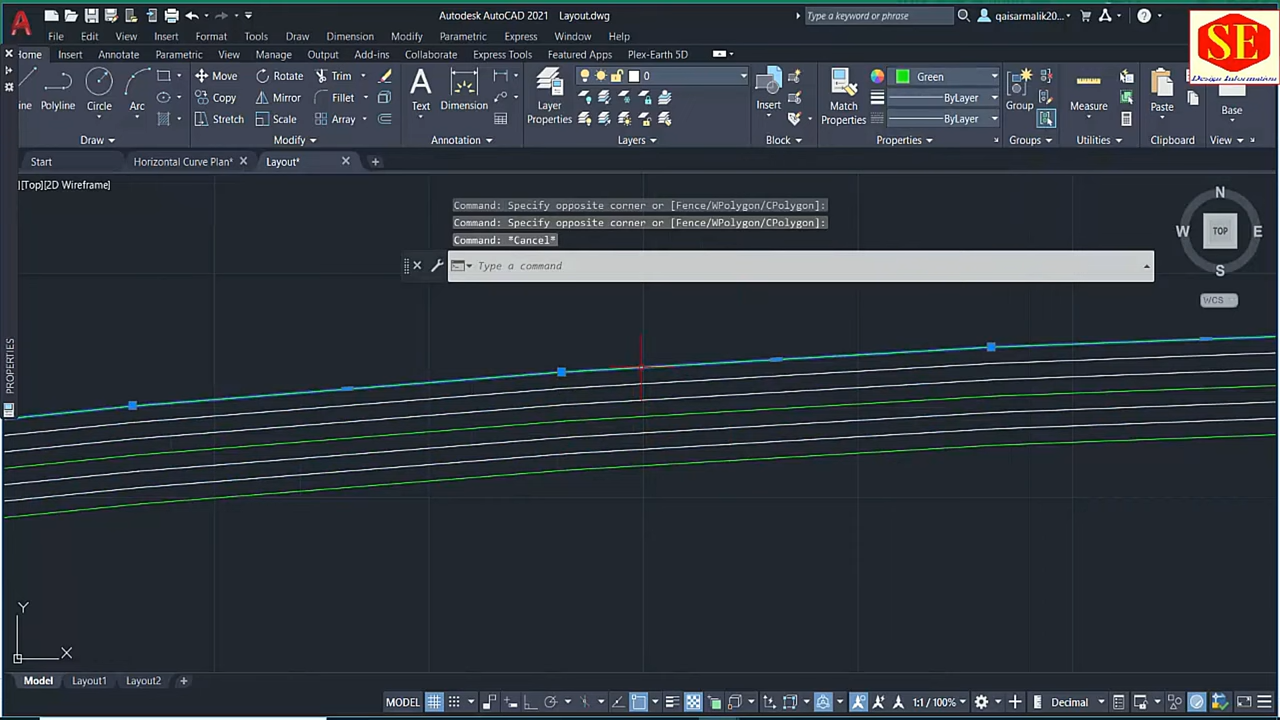 Autodesk AutoCAD 2021 Layout.dwg
Type a keyword or phrase
qaisarmalik20...
SE
Design Information
File Edit View Insert Format Tools Draw Dimension Modify Parametric Express Window Help
Home Insert Annotate Parametric View Manage Output Add-ins Collaborate Express Tools Featured Apps Plex-Earth 5D
Polyline Circle Arc
Move Rotate Trim
Copy Mirror Fillet
Stretch Scale Array
Text Dimension
Layer
Properties
0
Insert
Match
Properties
Green
ByLayer
ByLayer
Group
Measure
Paste
Base
Draw Modify Annotation Layers Block Properties Groups Utilities Clipboard View
Start Horizontal Curve Plan* Layout*
][Top][2D Wireframe]
Command: Specify opposite corner or [Fence/WPolygon/CPolygon]:
Command: Specify opposite corner or [Fence/WPolygon/CPolygon]:
Command: *Cancel*
Type a command
N
W TOP E
S
WCS
PROPERTIES
Y
X
Model Layout1 Layout2
MODEL 1:1 / 100% Decimal